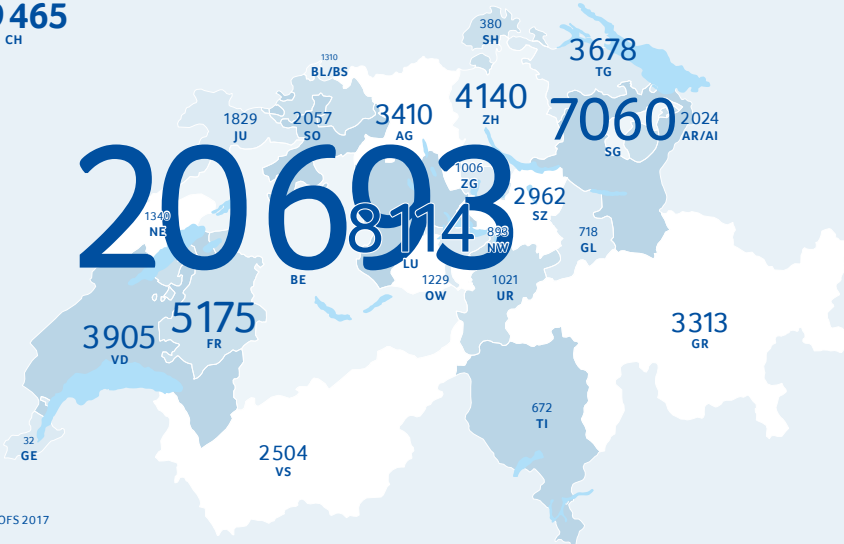 465
CH
380
SH
3678
TG
1310
BL/BS
4140
ZH
3410
AG
7060
SG
2024
AR/AI
1829
JU
2057
SO
20 693
BE
1006
ZG
2962
SZ
8114
LU
1340
NE
893
NW
718
GL
1229
OW
1021
UR
5175
FR
3905
VD
3313
GR
672
TI
32
GE
2504
VS
OFS 2017